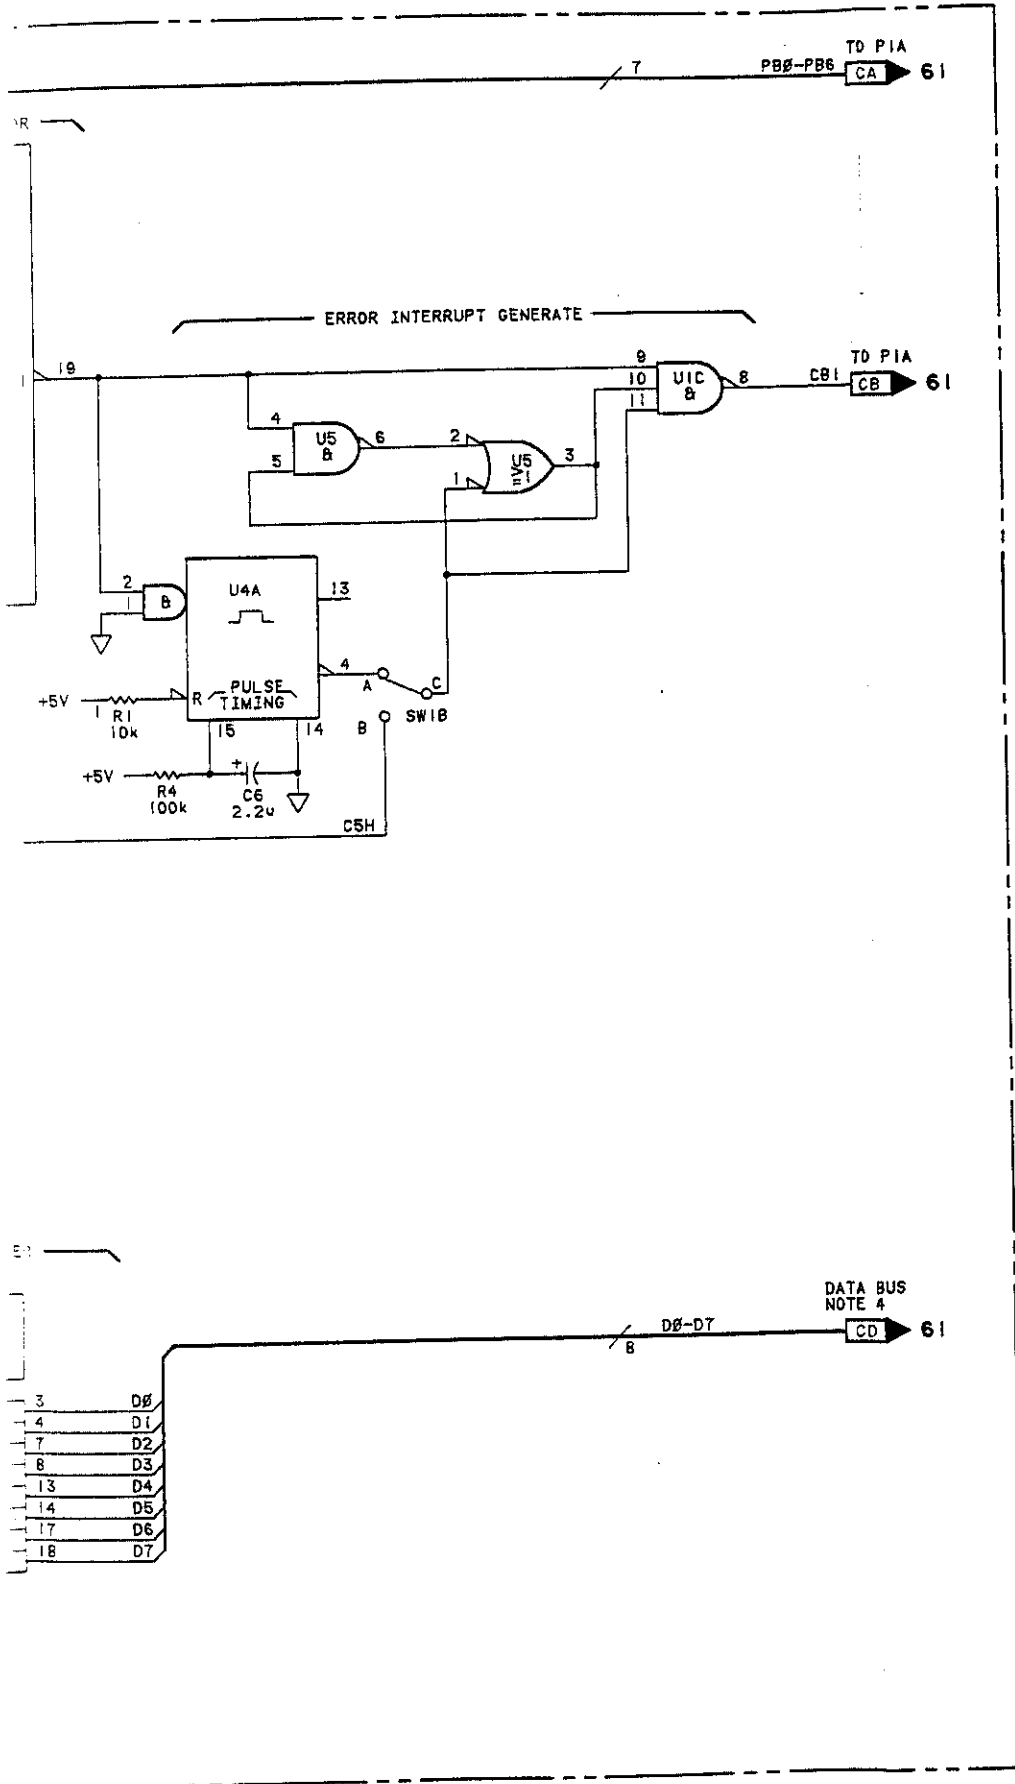 TO PIA
7
PBØ-PB6
CA
61
R
ERROR INTERRUPT GENERATE
19
9
10
11
U1C
&
8
CB1
TO PIA
CB
61
4
5
U5
&
6
2
1
U5
3
2
1
&
U4A
13
4
A
C
B
SW1B
+5V
1
R1
10k
R
PULSE
TIMING
15
14
+5V
R4
100k
+
C6
2.2u
C5H
ER
DATA BUS
NOTE 4
DØ-D7
8
CD
61
3 DØ
4 D1
7 D2
8 D3
13 D4
14 D5
17 D6
18 D7